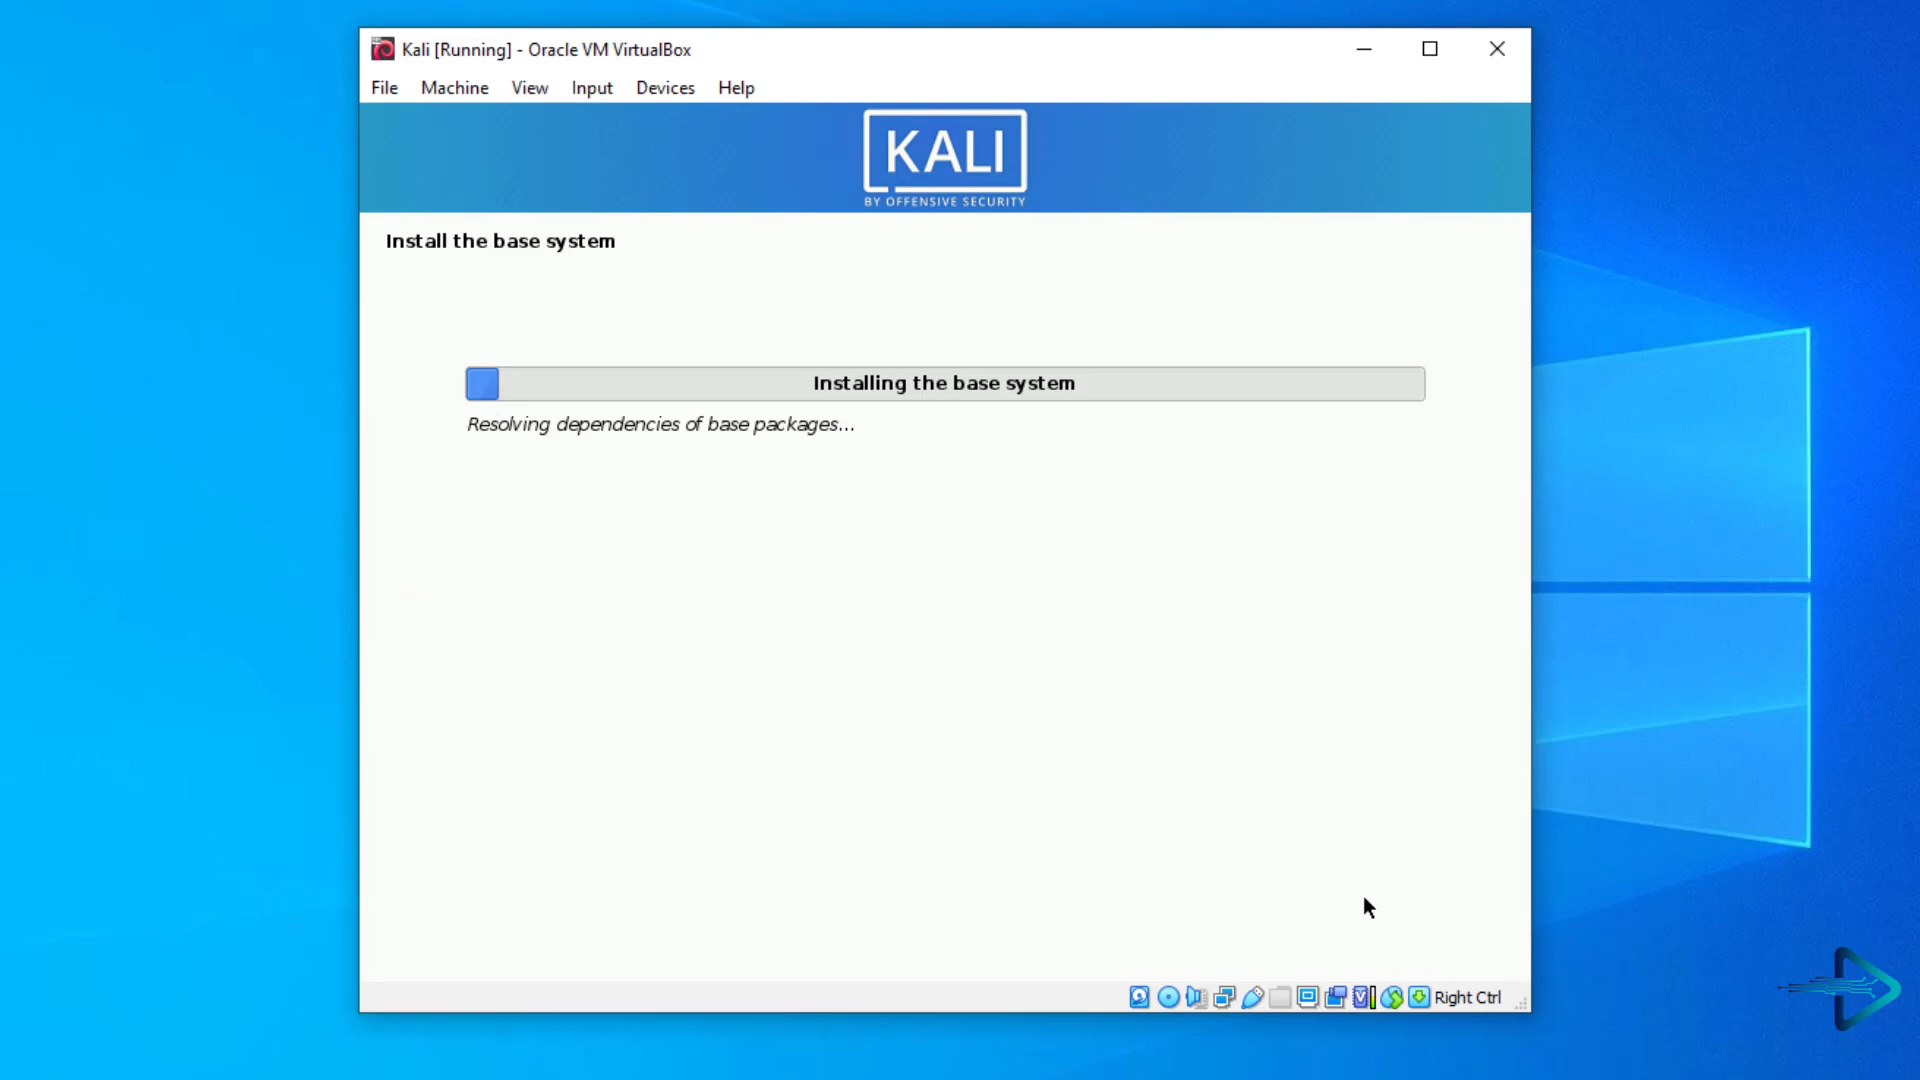 Kali [Running] - Oracle VM VirtualBox
File Machine View Input Devices Help
KALI
BY OFFENSIVE SECURITY
Install the base system
Installing the base system
Resolving dependencies of base packages...
Right Ctrl